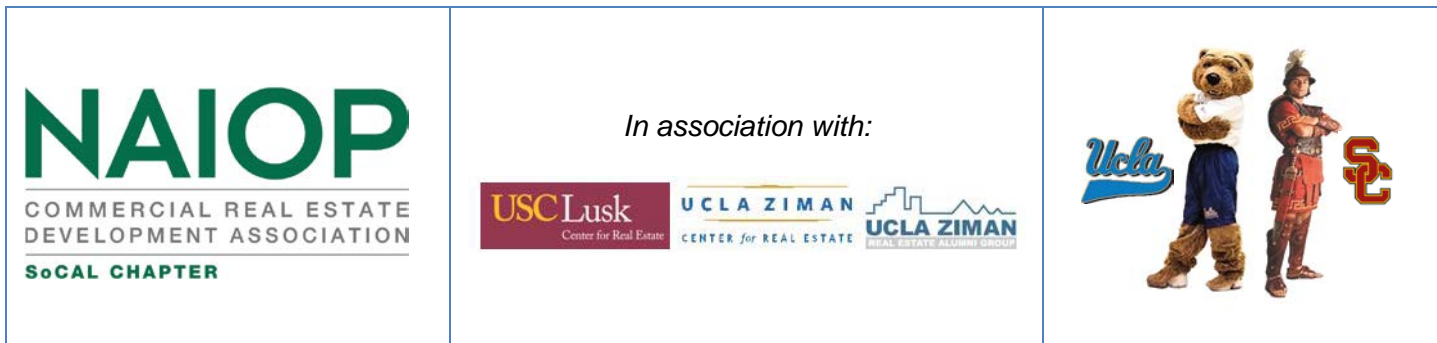 NAIOP
COMMERCIAL REAL ESTATE
DEVELOPMENT ASSOCIATION
SoCAL CHAPTER
In association with:
USC Lusk
Center for Real Estate
UCLA ZIMAN
CENTER for REAL ESTATE
UCLA ZIMAN
REAL ESTATE ALUMNI GROUP
Ucla
SC